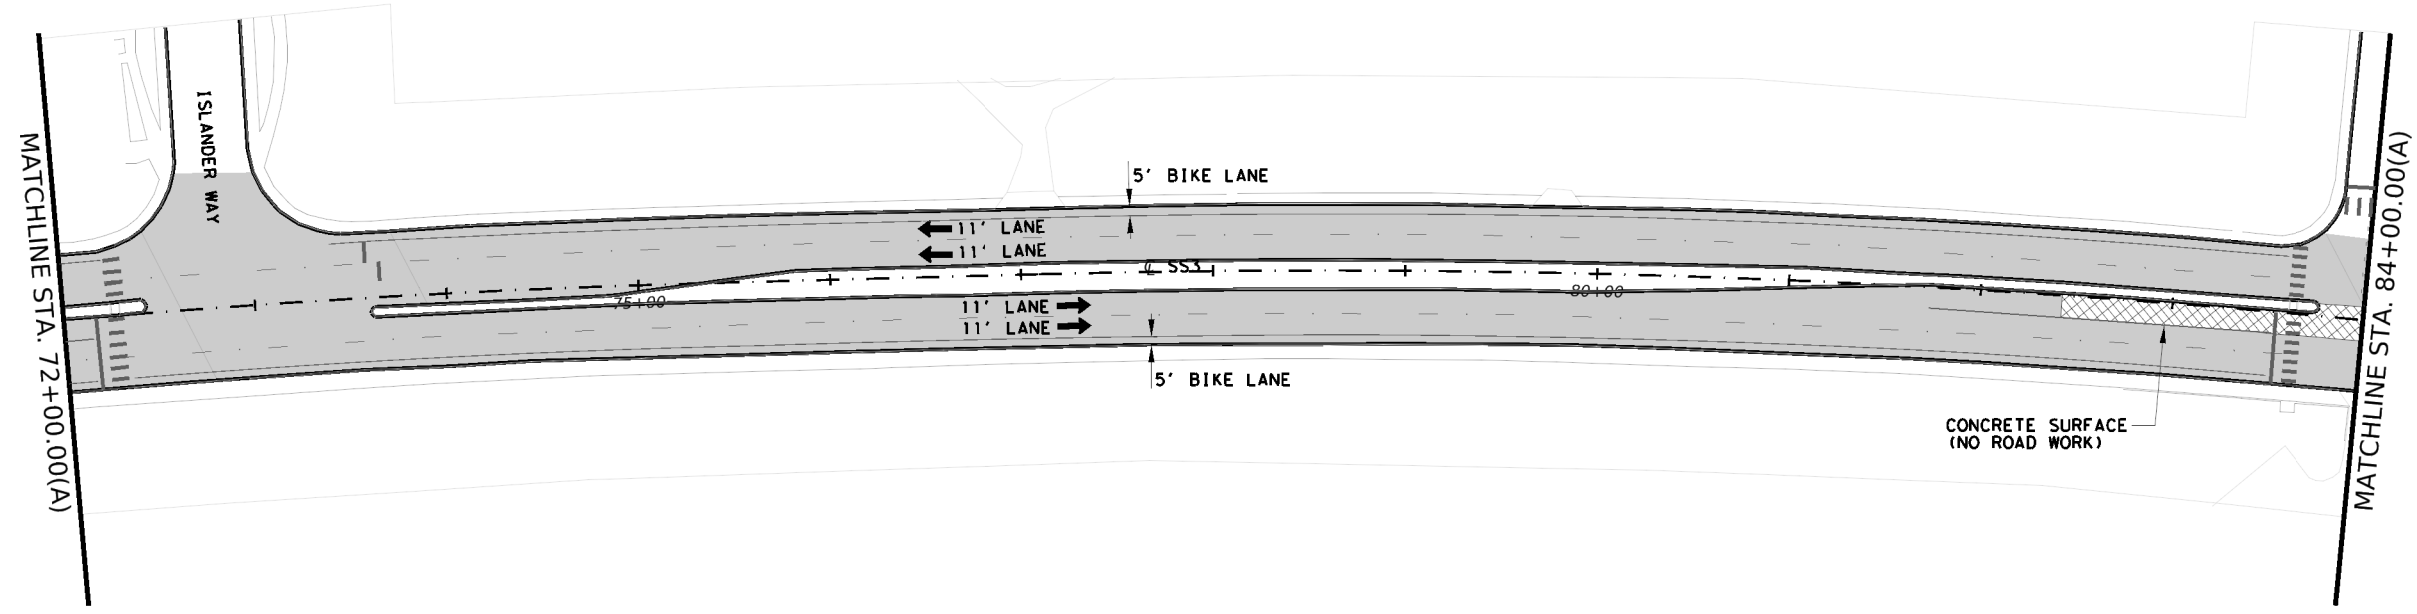 MATCHLINE STA. 72+00.00(A)
ISLANDER WAY
5' BIKE LANE
11' LANE
11' LANE
℄ SS3
75+00
80+00
11' LANE
11' LANE
5' BIKE LANE
CONCRETE SURFACE
(NO ROAD WORK)
MATCHLINE STA. 84+00.00(A)